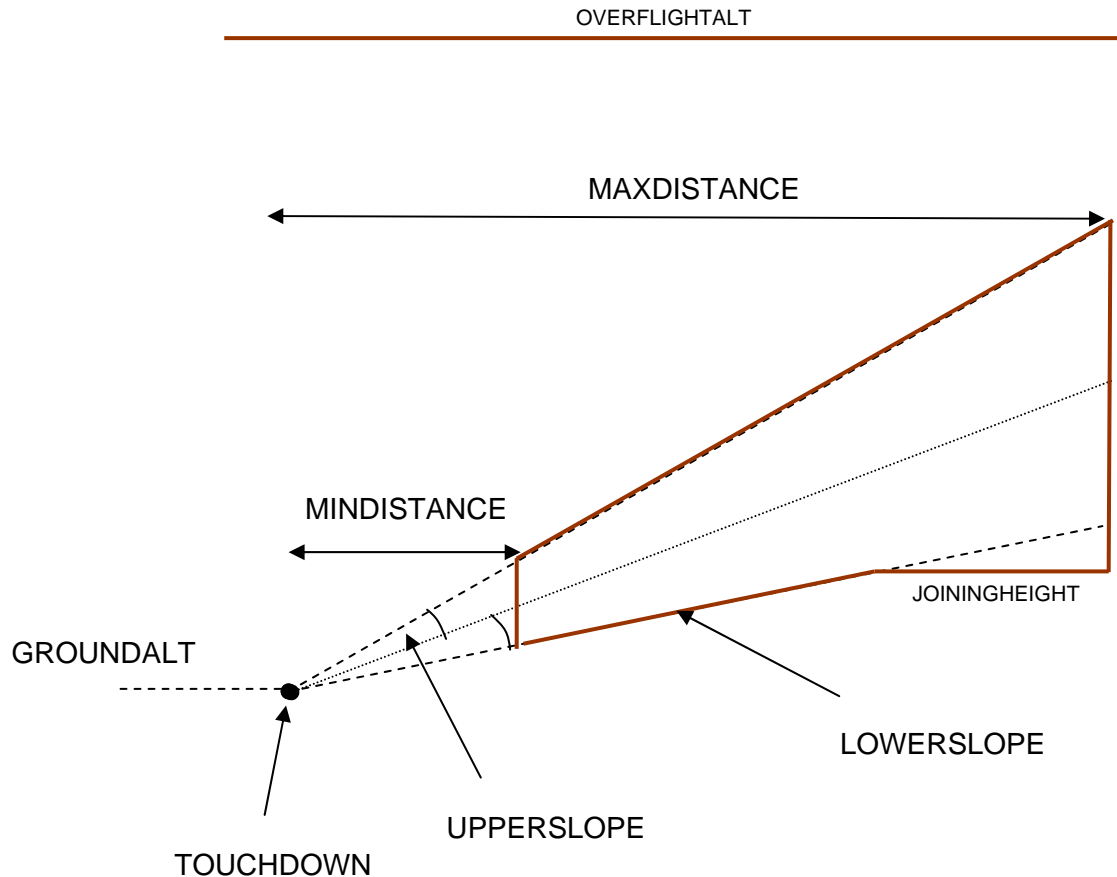 OVERFLIGHTALT
MAXDISTANCE
MINDISTANCE
JOININGHEIGHT
GROUNDALT
LOWERSLOPE
UPPERSLOPE
TOUCHDOWN